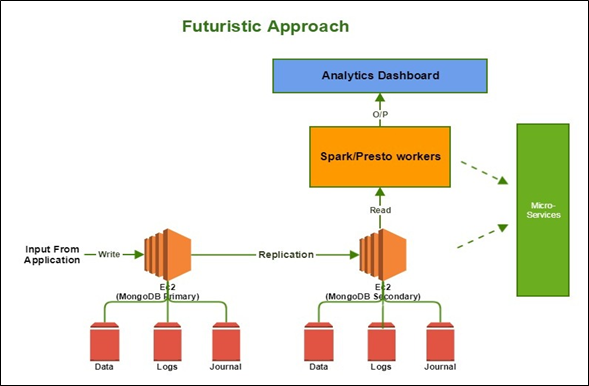 Futuristic Approach
Analytics Dashboard
O/P
Spark/Presto workers
Micro-
Services
Read
Input From
Application
Write
Replication
Ec2
(MongoDB Primary)
Ec2
(MongoDB Secondary)
Data
Logs
Journal
Data
Logs
Journal